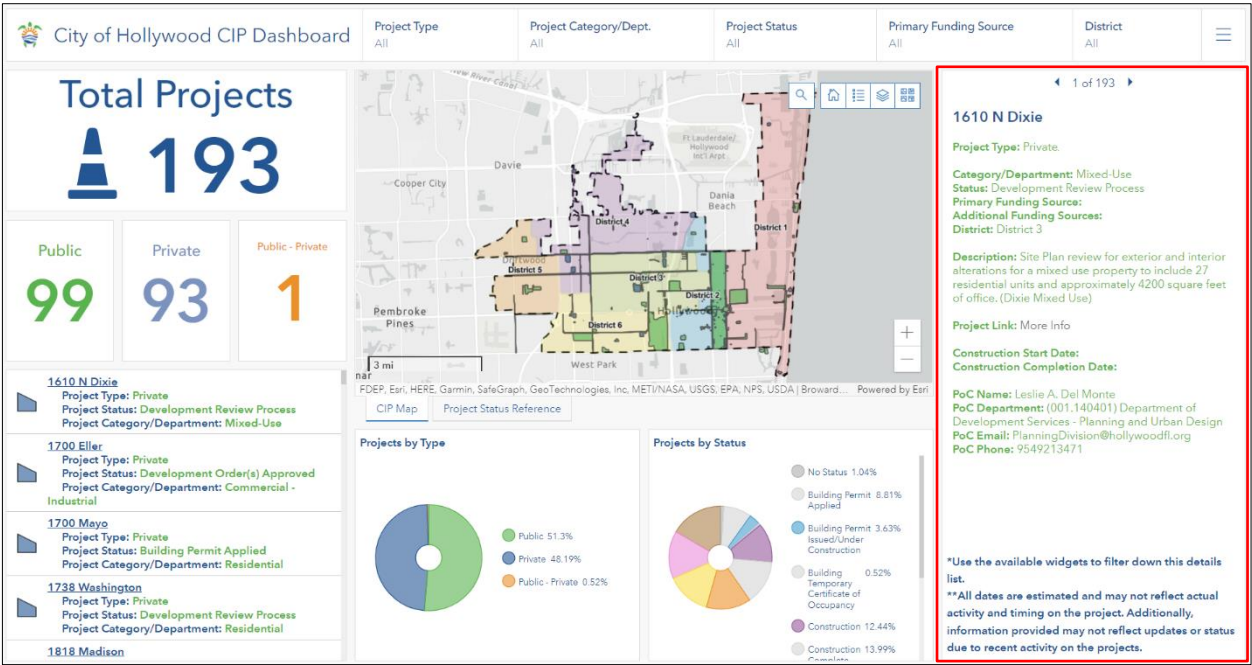 City of Hollywood CIP Dashboard
Project Type
All
Project Category/Dept.
All
Project Status
All
Primary Funding Source
All
District
All
Total Projects
193
Public
99
Private
93
Public - Private
1
1610 N Dixie
Project Type: Private
Project Status: Development Review Process
Project Category/Department: Mixed-Use
1700 Eller
Project Type: Private
Project Status: Development Order(s) Approved
Project Category/Department: Commercial -
Industrial
1700 Mayo
Project Type: Private
Project Status: Building Permit Applied
Project Category/Department: Residential
1738 Washington
Project Type: Private
Project Status: Development Review Process
Project Category/Department: Residential
1818 Madison
New River Canal
Ft Lauderdale/
Hollywood
Int'l Arpt
Davie
Cooper City
Dania
Beach
District 4
District 1
Driftwood
District 5
District 3
District 2
Hollywood
Pembroke
Pines
District 6
3 mi
West Park
mar
FDEP, Esri, HERE, Garmin, SafeGraph, GeoTechnologies, Inc, METI/NASA, USGS, EPA, NPS, USDA | Broward... Powered by Esri
CIP Map
Project Status Reference
Projects by Type
Public 51.3%
Private 48.19%
Public - Private 0.52%
Projects by Status
No Status 1.04%
Building Permit 8.81%
Applied
Building Permit 3.63%
Issued/Under
Construction
Building 0.52%
Temporary
Certificate of
Occupancy
Construction 12.44%
Construction 13.99%
Complete
1 of 193
1610 N Dixie
Project Type: Private.
Category/Department: Mixed-Use
Status: Development Review Process
Primary Funding Source:
Additional Funding Sources:
District: District 3
Description: Site Plan review for exterior and interior
alterations for a mixed use property to include 27
residential units and approximately 4200 square feet
of office. (Dixie Mixed Use)
Project Link: More Info
Construction Start Date:
Construction Completion Date:
PoC Name: Leslie A. Del Monte
PoC Department: (001.140401) Department of
Development Services - Planning and Urban Design
PoC Email: PlanningDivision@hollywoodfl.org
PoC Phone: 9549213471
*Use the available widgets to filter down this details
list.
**All dates are estimated and may not reflect actual
activity and timing on the project. Additionally,
information provided may not reflect updates or status
due to recent activity on the projects.